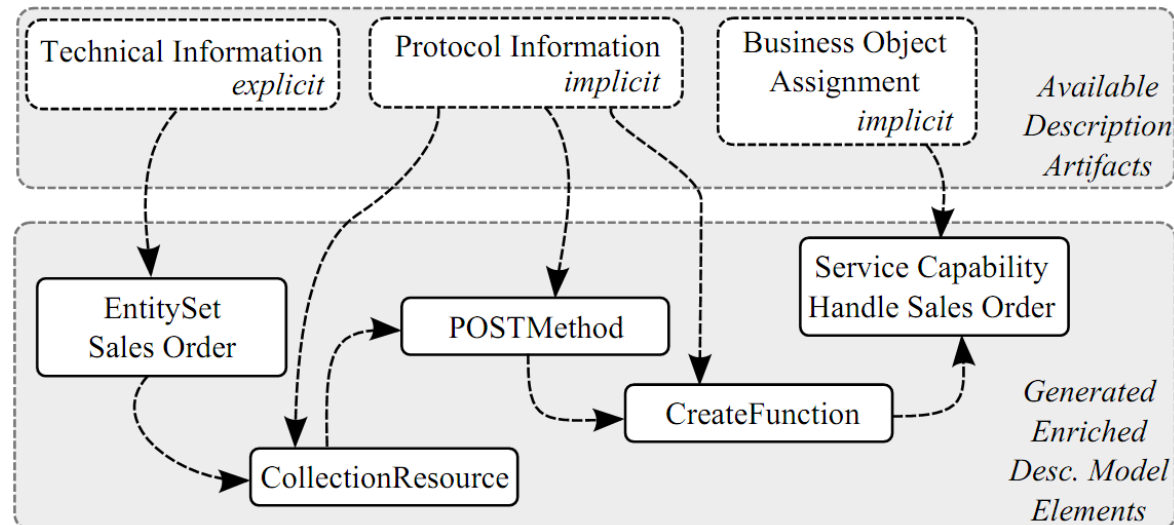 Technical Information
explicit
Protocol Information
implicit
Business Object
Assignment
implicit
Available
Description
Artifacts
EntitySet
Sales Order
CollectionResource
POSTMethod
CreateFunction
Service Capability
Handle Sales Order
Generated
Enriched
Desc. Model
Elements